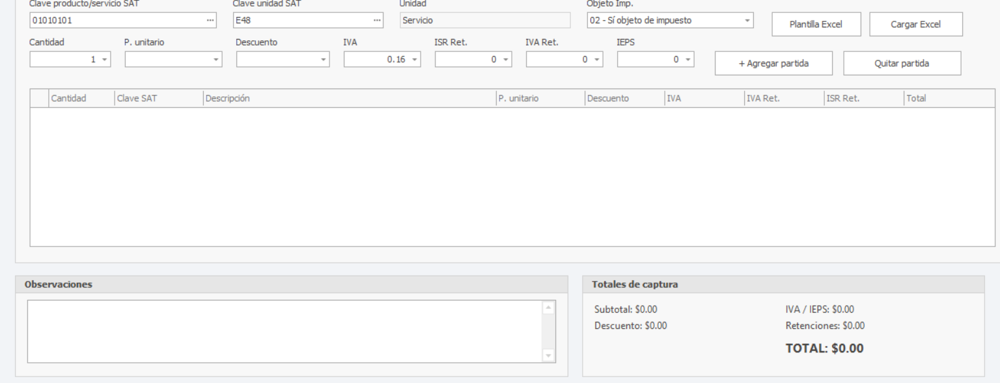 Clave producto/servicio SAT Clave unidad SAT Unidad Objeto Imp.
01010101 ... E48 ... Servicio 02 - Sí objeto de impuesto Plantilla Excel Cargar Excel
Cantidad P. unitario Descuento IVA ISR Ret. IVA Ret. IEPS
1 0.16 0 0 0 + Agregar partida Quitar partida
Cantidad Clave SAT Descripción P. unitario Descuento IVA IVA Ret. ISR Ret. Total
Observaciones
Totales de captura
Subtotal: $0.00 IVA / IEPS: $0.00
Descuento: $0.00 Retenciones: $0.00
TOTAL: $0.00